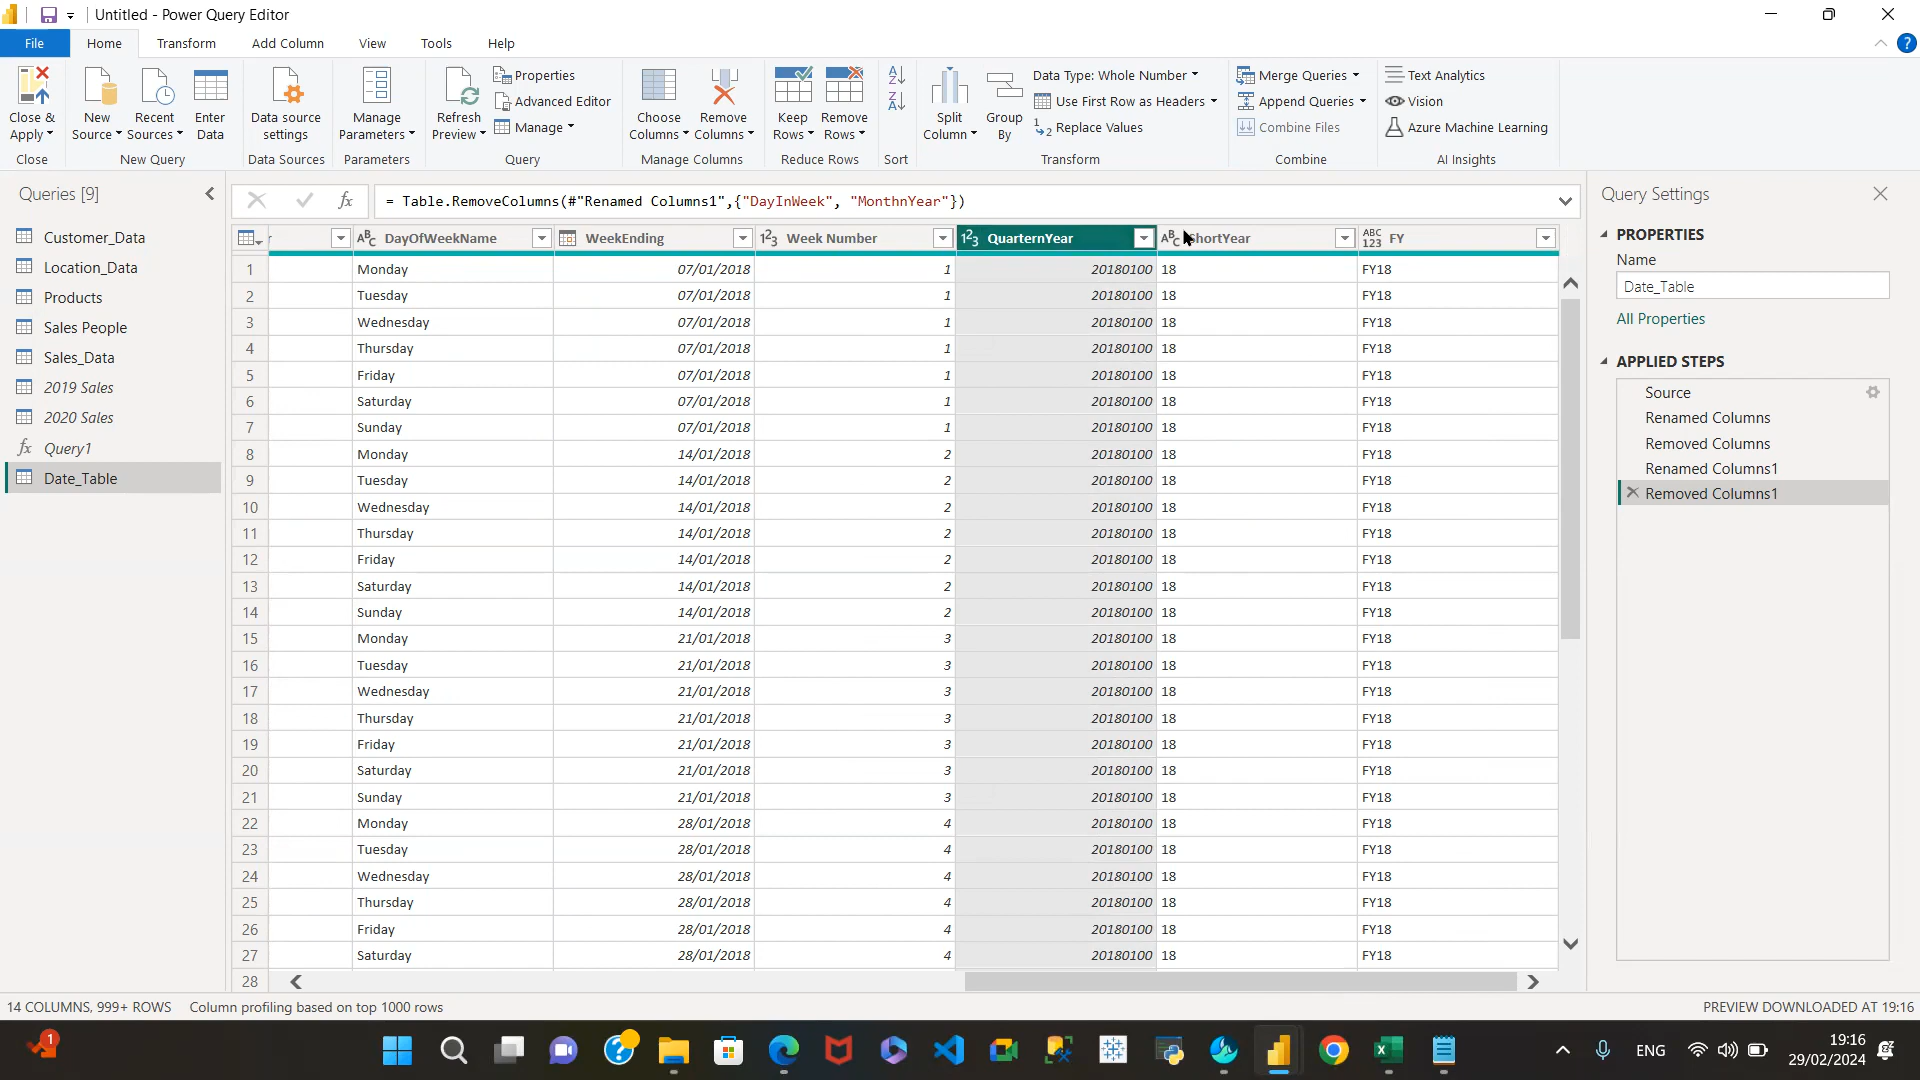 Untitled - Power Query Editor
File Home Transform Add Column View Tools Help
Close & Apply
Close
New Source
Recent Sources
Enter Data
New Query
Data source settings
Data Sources
Manage Parameters
Parameters
Refresh Preview
Properties
Advanced Editor
Manage
Query
Choose Columns
Remove Columns
Manage Columns
Keep Rows
Remove Rows
Reduce Rows
Sort
Split Column
Group By
Data Type: Whole Number
Use First Row as Headers
Replace Values
Transform
Merge Queries
Append Queries
Combine Files
Combine
Text Analytics
Vision
Azure Machine Learning
AI Insights
Queries [9]
Customer_Data
Location_Data
Products
Sales People
Sales_Data
2019 Sales
2020 Sales
Query1
Date_Table
= Table.RemoveColumns(#"Renamed Columns1",{"DayInWeek", "MonthnYear"})
DayOfWeekName WeekEnding Week Number QuarternYear ShortYear FY
1 Monday 07/01/2018 1 20180100 18 FY18
2 Tuesday 07/01/2018 1 20180100 18 FY18
3 Wednesday 07/01/2018 1 20180100 18 FY18
4 Thursday 07/01/2018 1 20180100 18 FY18
5 Friday 07/01/2018 1 20180100 18 FY18
6 Saturday 07/01/2018 1 20180100 18 FY18
7 Sunday 07/01/2018 1 20180100 18 FY18
8 Monday 14/01/2018 2 20180100 18 FY18
9 Tuesday 14/01/2018 2 20180100 18 FY18
10 Wednesday 14/01/2018 2 20180100 18 FY18
11 Thursday 14/01/2018 2 20180100 18 FY18
12 Friday 14/01/2018 2 20180100 18 FY18
13 Saturday 14/01/2018 2 20180100 18 FY18
14 Sunday 14/01/2018 2 20180100 18 FY18
15 Monday 21/01/2018 3 20180100 18 FY18
16 Tuesday 21/01/2018 3 20180100 18 FY18
17 Wednesday 21/01/2018 3 20180100 18 FY18
18 Thursday 21/01/2018 3 20180100 18 FY18
19 Friday 21/01/2018 3 20180100 18 FY18
20 Saturday 21/01/2018 3 20180100 18 FY18
21 Sunday 21/01/2018 3 20180100 18 FY18
22 Monday 28/01/2018 4 20180100 18 FY18
23 Tuesday 28/01/2018 4 20180100 18 FY18
24 Wednesday 28/01/2018 4 20180100 18 FY18
25 Thursday 28/01/2018 4 20180100 18 FY18
26 Friday 28/01/2018 4 20180100 18 FY18
27 Saturday 28/01/2018 4 20180100 18 FY18
28
Query Settings
PROPERTIES
Name
Date_Table
All Properties
APPLIED STEPS
Source
Renamed Columns
Removed Columns
Renamed Columns1
Removed Columns1
14 COLUMNS, 999+ ROWS Column profiling based on top 1000 rows
PREVIEW DOWNLOADED AT 19:16
1
ENG
19:16
29/02/2024